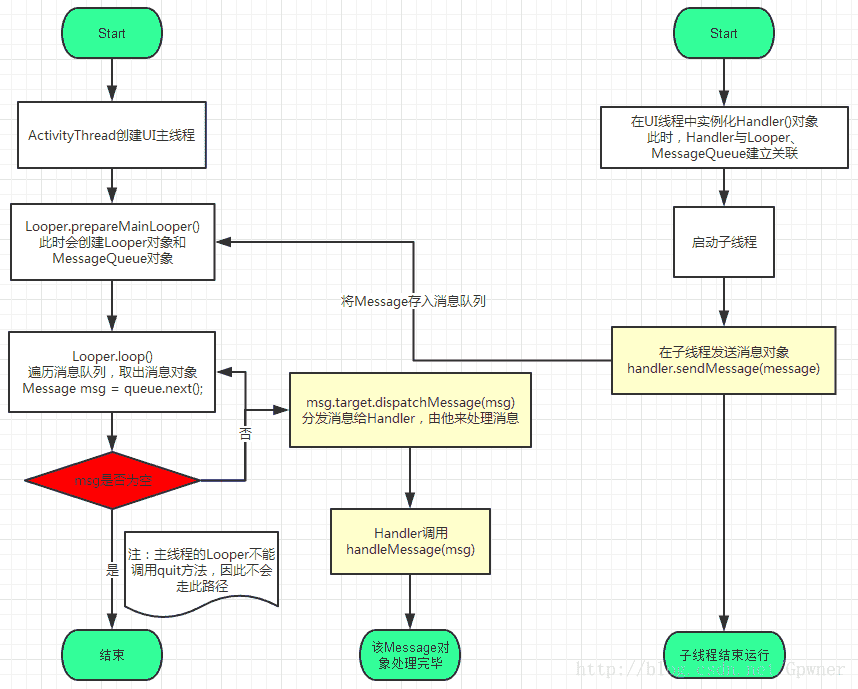 Start
ActivityThread创建UI主线程
Looper.prepareMainLooper()
此时会创建Looper对象和
MessageQueue对象
Looper.loop()
遍历消息队列，取出消息对象
Message msg = queue.next();
msg是否为空
否
是
注：主线程的Looper不能
调用quit方法，因此不会
走此路径
结束
将Message存入消息队列
msg.target.dispatchMessage(msg)
分发消息给Handler，由他来处理消息
Handler调用
handleMessage(msg)
该Message对
象处理完毕
Start
在UI线程中实例化Handler()对象
此时，Handler与Looper、
MessageQueue建立关联
启动子线程
在子线程发送消息对象
handler.sendMessage(message)
子线程结束运行
Gpwner